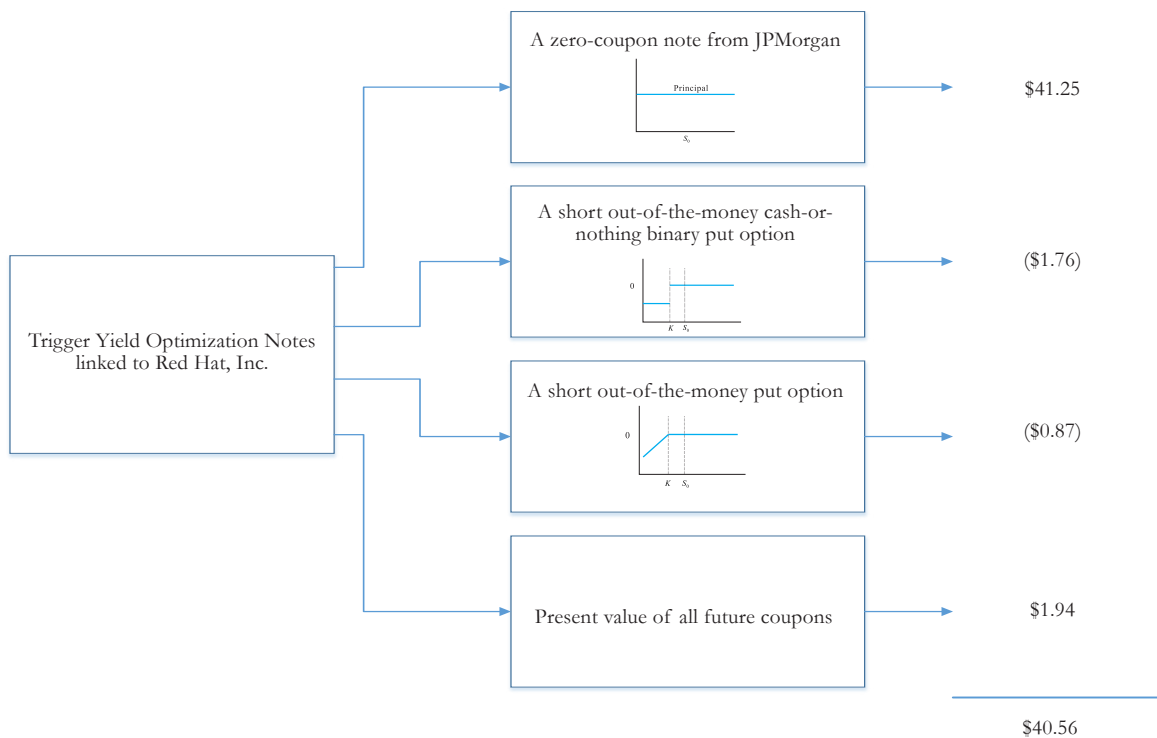 A zero-coupon note from JPMorgan
Principal
S₀
$41.25
A short out-of-the-money cash-or-
nothing binary put option
0
K
S₀
($1.76)
Trigger Yield Optimization Notes
linked to Red Hat, Inc.
A short out-of-the-money put option
0
K
S₀
($0.87)
Present value of all future coupons
$1.94
$40.56